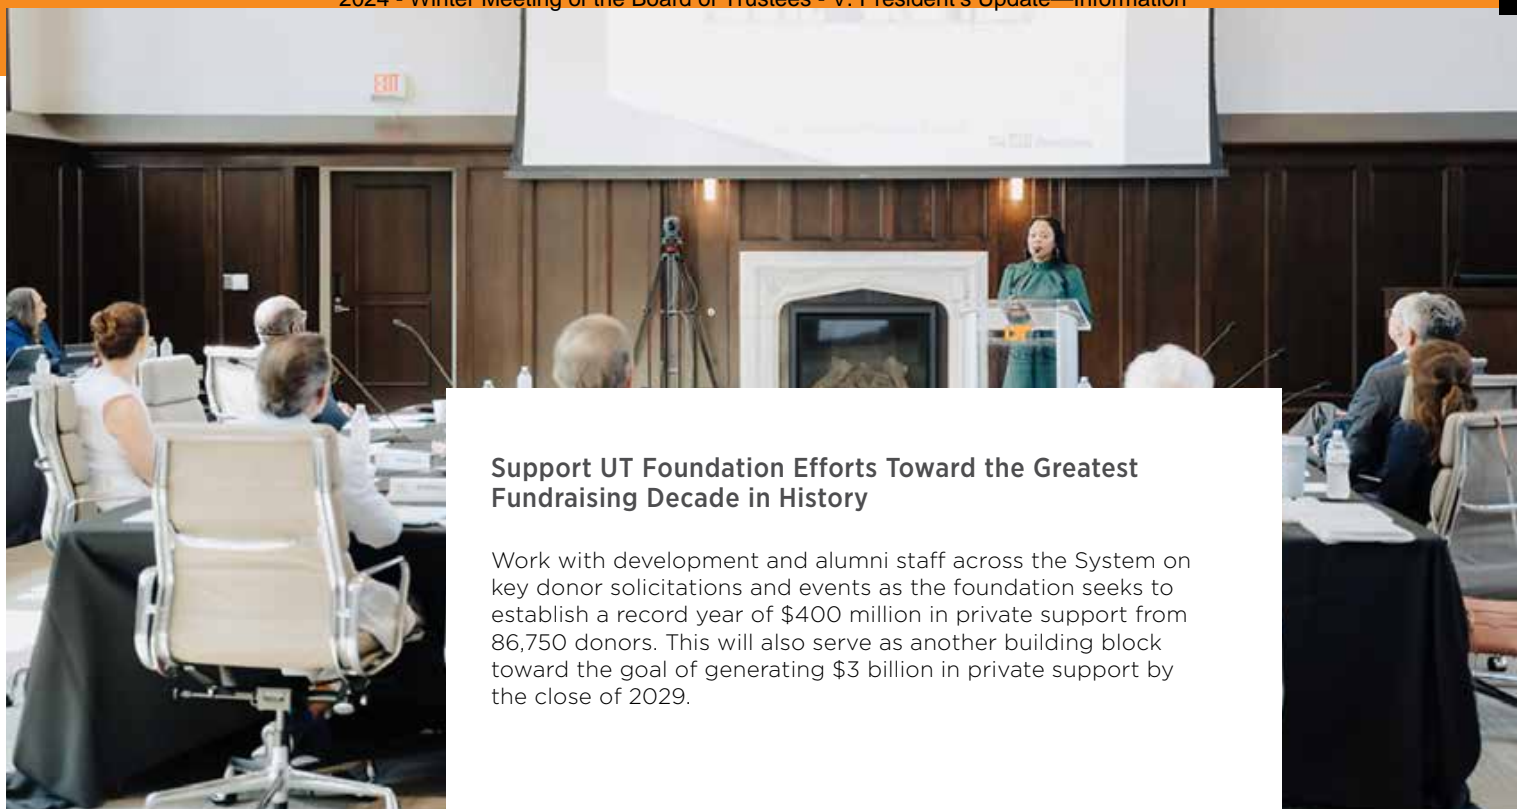 2024 - Winter Meeting of the Board of Trustees - V. President's Update—Information
EXIT
Support UT Foundation Efforts Toward the Greatest
Fundraising Decade in History
Work with development and alumni staff across the System on
key donor solicitations and events as the foundation seeks to
establish a record year of $400 million in private support from
86,750 donors. This will also serve as another building block
toward the goal of generating $3 billion in private support by
the close of 2029.